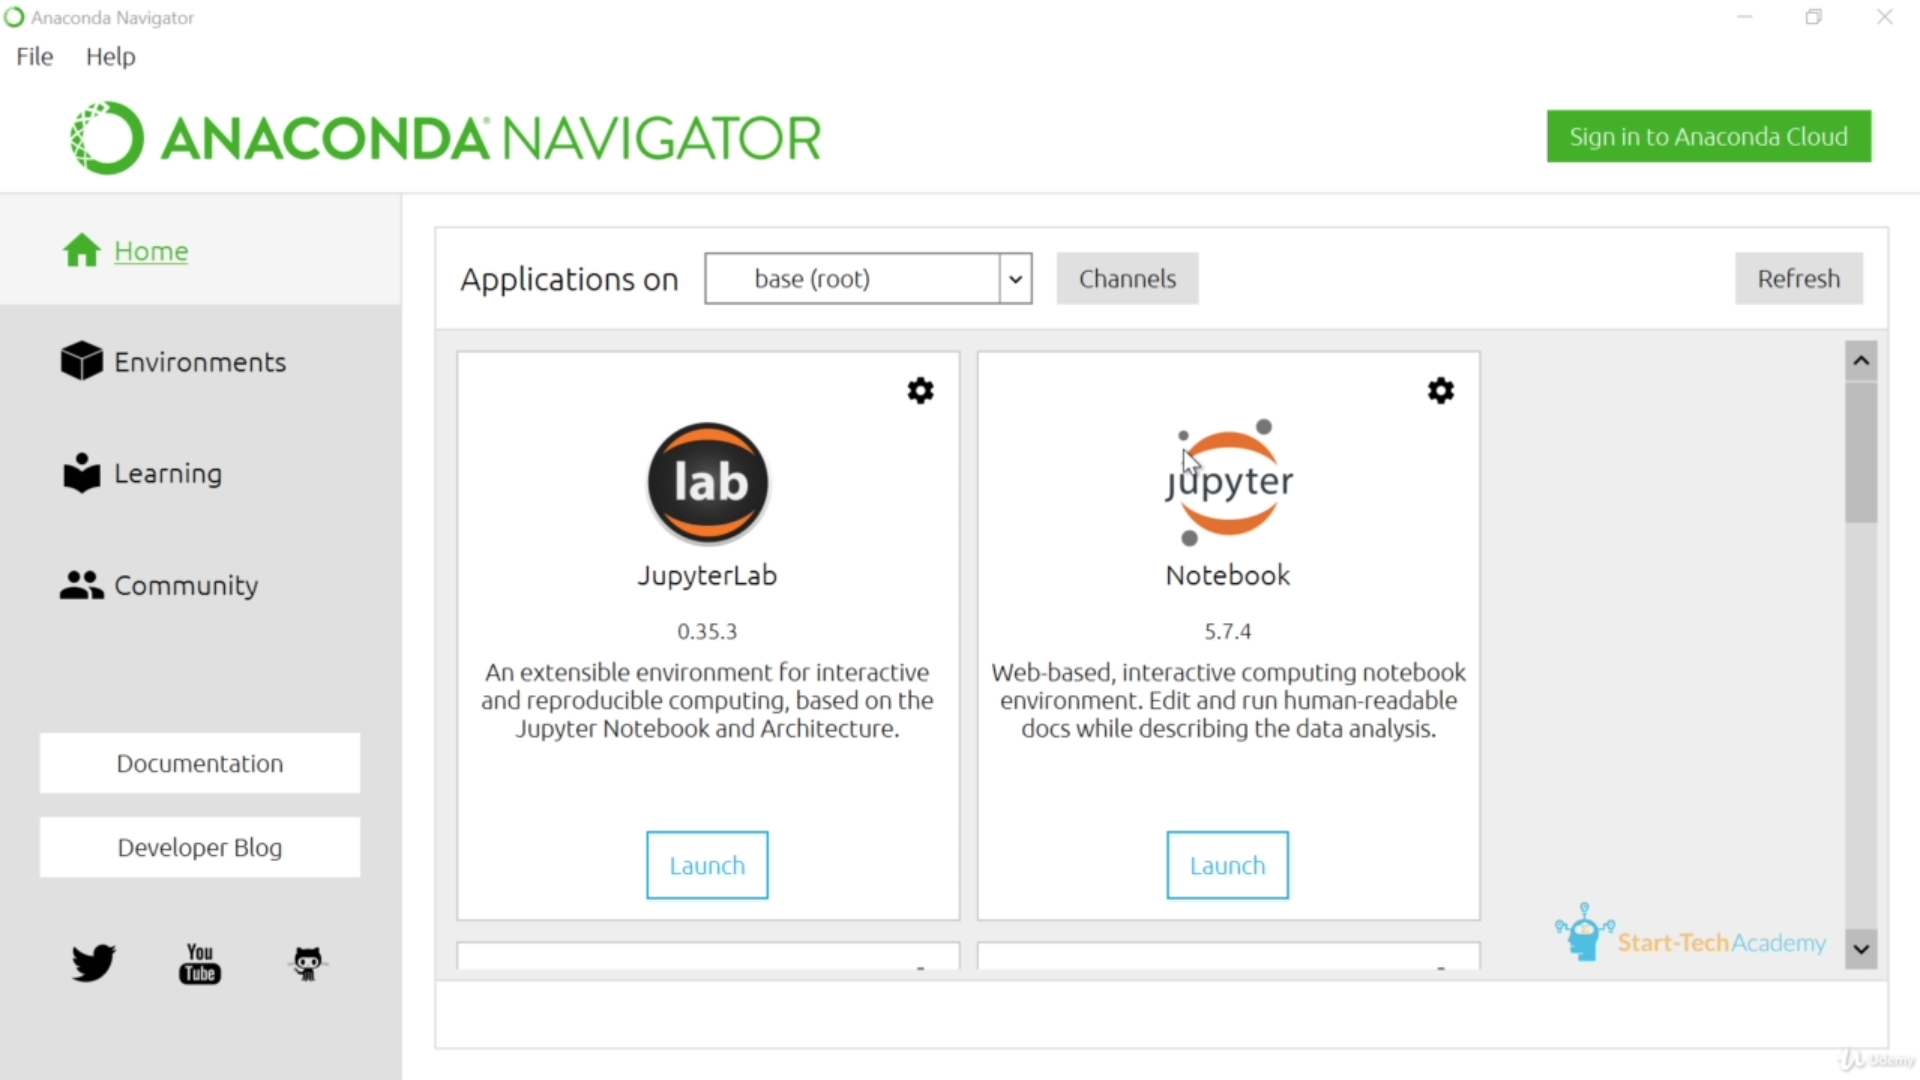 Anaconda Navigator
File Help
ANACONDA NAVIGATOR
Sign in to Anaconda Cloud
Home
Environments
Learning
Community
Documentation
Developer Blog
You
Tube
Applications on base (root) Channels Refresh
lab
JupyterLab
0.35.3
An extensible environment for interactive
and reproducible computing, based on the
Jupyter Notebook and Architecture.
Launch
jupyter
Notebook
5.7.4
Web-based, interactive computing notebook
environment. Edit and run human-readable
docs while describing the data analysis.
Launch
Start-TechAcademy
Udemy